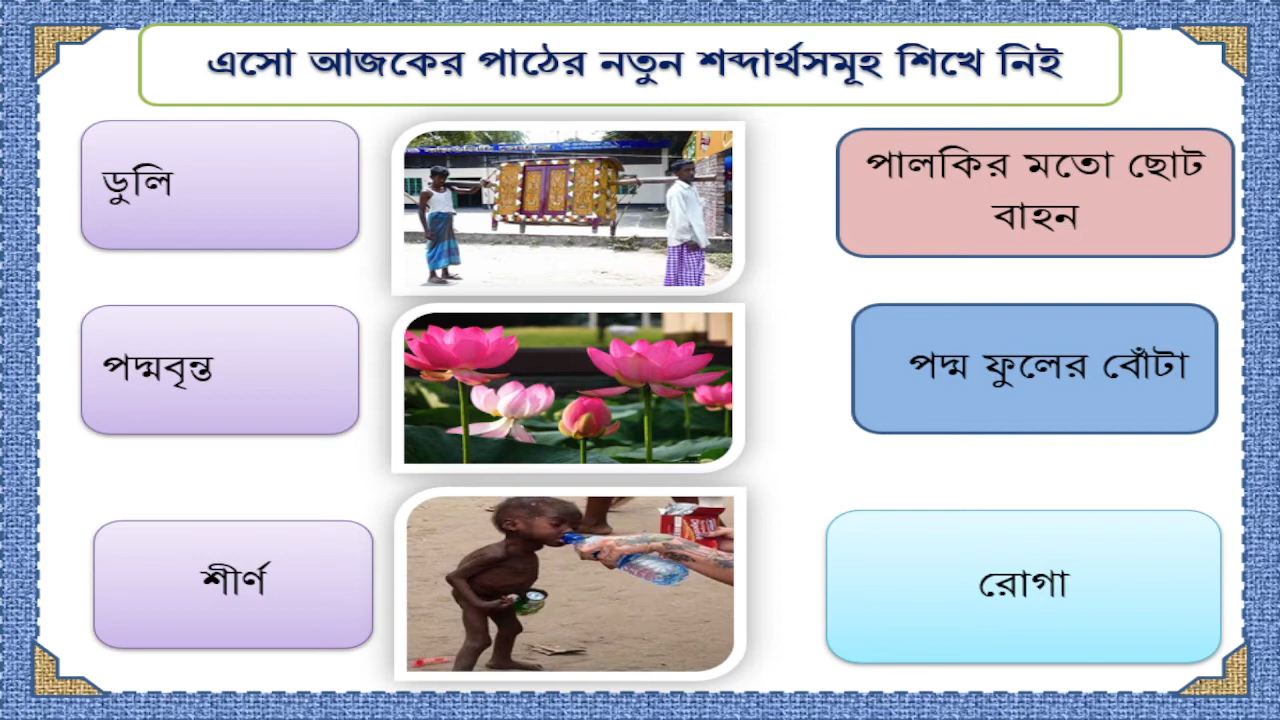 এসো আজকের পাঠের নতুন শব্দার্থসমূহ শিখে নিই
ডুলি
পালকির মতো ছোট
বাহন
পদ্মবৃন্ত
পদ্ম ফুলের বোঁটা
শীর্ণ
রোগা